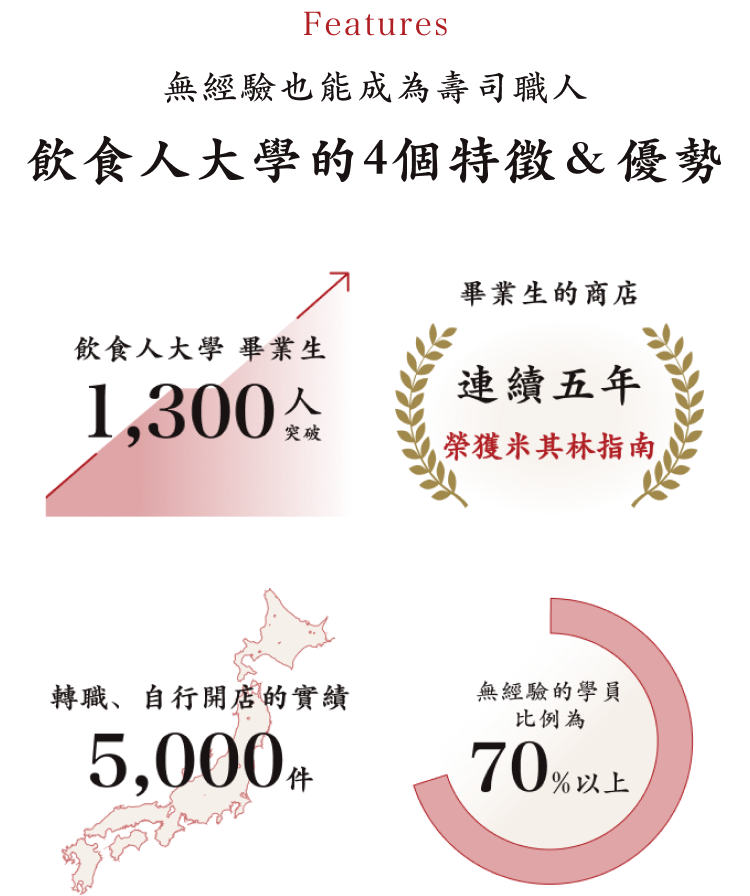 Features
無經驗也能成為壽司職人
飲食人大學的4個特徵&優勢
飲食人大學 畢業生
1,300人
突破
畢業生的商店
連續五年
榮獲米其林指南
轉職、自行開店的實績
5,000件
無經驗的學員
比例為
70%以上